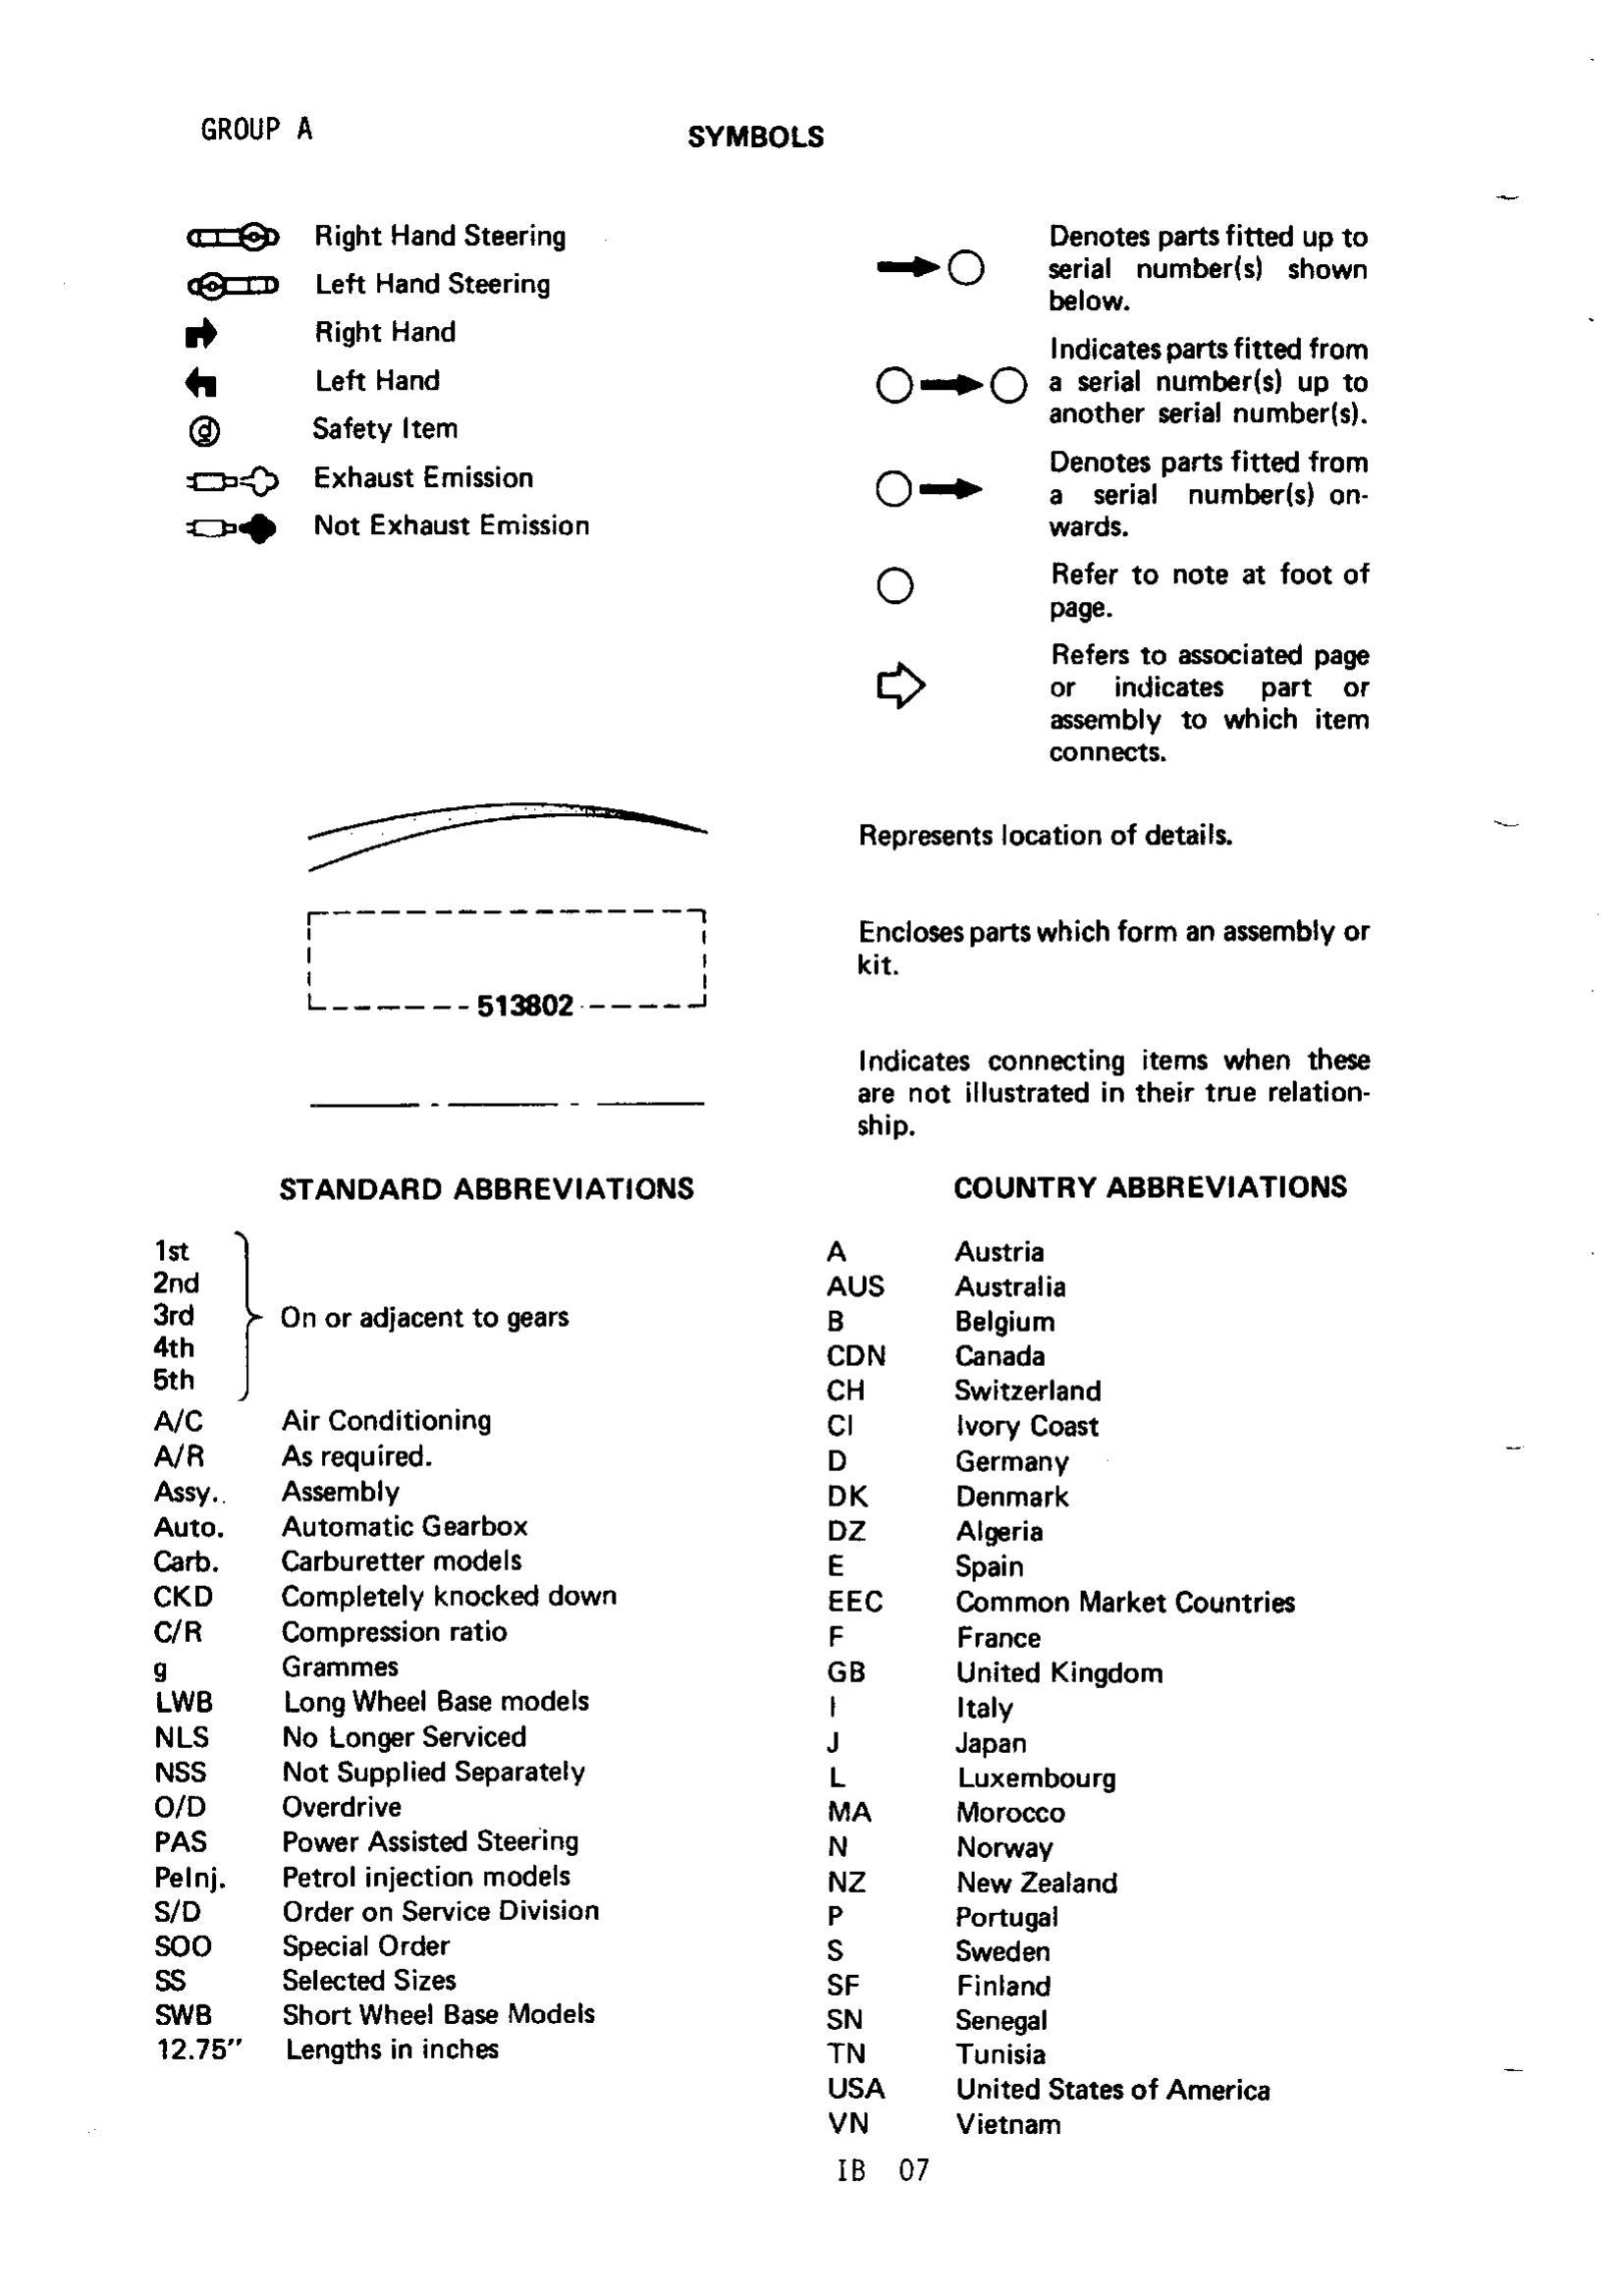 GROUP A
SYMBOLS
Right Hand Steering
Left Hand Steering
Right Hand
Left Hand
Safety Item
Exhaust Emission
Not Exhaust Emission
Denotes parts fitted up to
serial number(s) shown
below.
Indicates parts fitted from
a serial number(s) up to
another serial number(s).
Denotes parts fitted from
a serial number(s) on-
wards.
Refer to note at foot of
page.
Refers to associated page
or indicates part or
assembly to which item
connects.
Represents location of details.
513802
Encloses parts which form an assembly or
kit.
Indicates connecting items when these
are not illustrated in their true relation-
ship.
STANDARD ABBREVIATIONS
1st
2nd
3rd On or adjacent to gears
4th
5th
A/C Air Conditioning
A/R As required.
Assy. Assembly
Auto. Automatic Gearbox
Carb. Carburetter models
CKD Completely knocked down
C/R Compression ratio
g Grammes
LWB Long Wheel Base models
NLS No Longer Serviced
NSS Not Supplied Separately
O/D Overdrive
PAS Power Assisted Steering
PeInj. Petrol injection models
S/D Order on Service Division
SOO Special Order
SS Selected Sizes
SWB Short Wheel Base Models
12.75" Lengths in inches
COUNTRY ABBREVIATIONS
A Austria
AUS Australia
B Belgium
CDN Canada
CH Switzerland
CI Ivory Coast
D Germany
DK Denmark
DZ Algeria
E Spain
EEC Common Market Countries
F France
GB United Kingdom
I Italy
J Japan
L Luxembourg
MA Morocco
N Norway
NZ New Zealand
P Portugal
S Sweden
SF Finland
SN Senegal
TN Tunisia
USA United States of America
VN Vietnam
IB 07